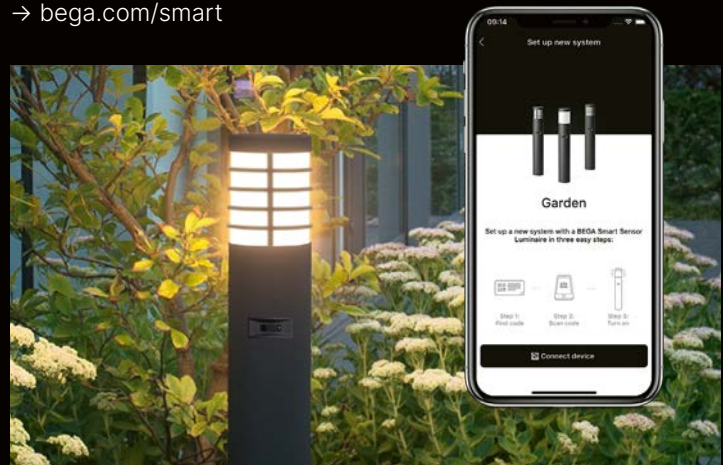 → bega.com/smart
09:14
Set up new system
Garden
Set up a new system with a BEGA Smart Sensor
Luminaire in three easy steps:
Step 1:
Find code
Step 2:
Scan code
Step 3:
Turn on
Connect device